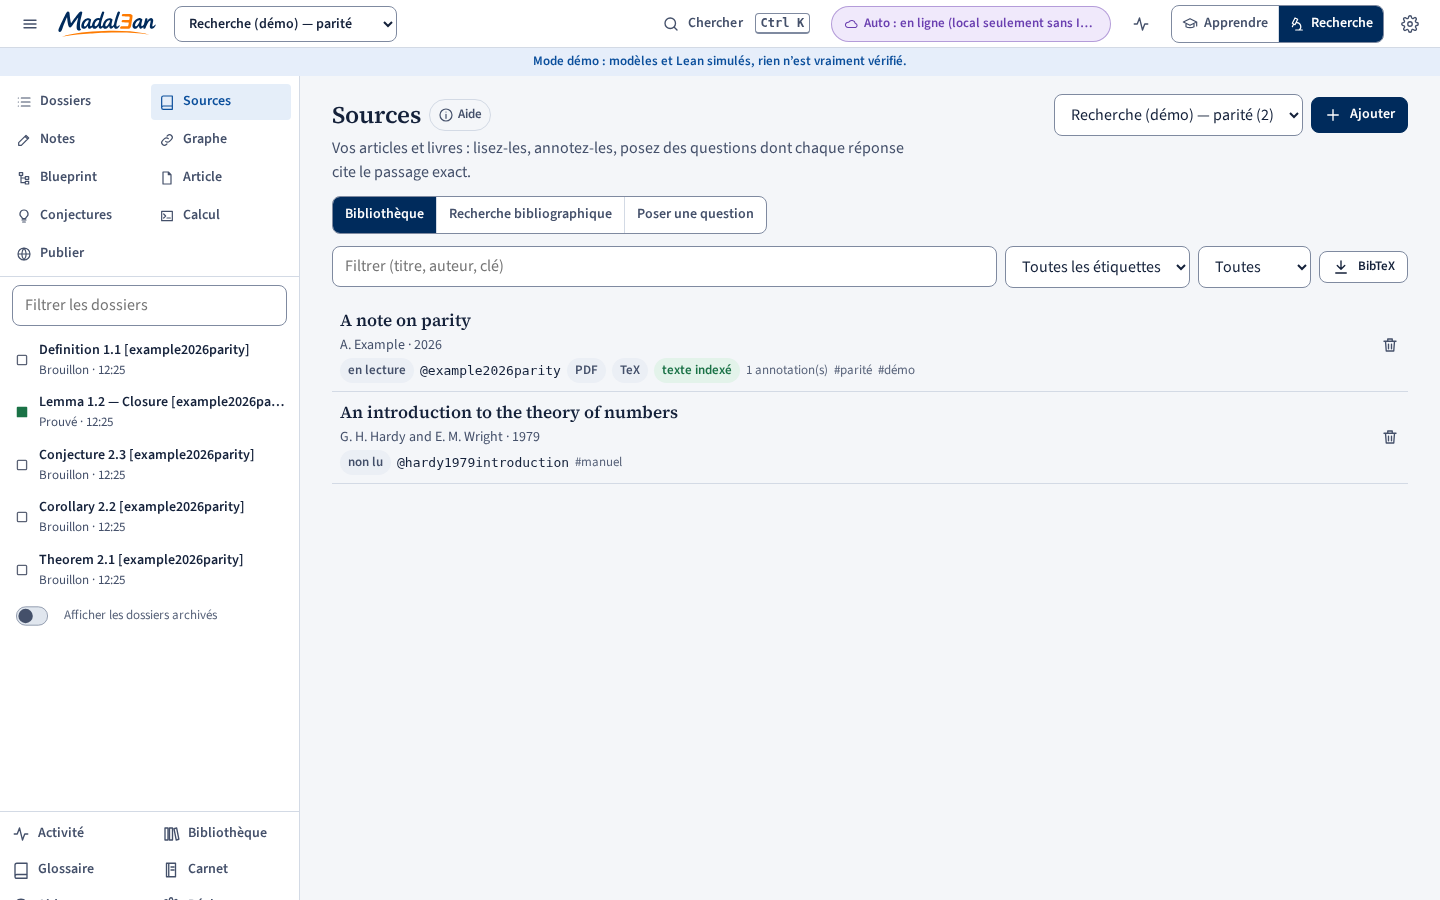 Madal∃an
Recherche (démo) — parité
Chercher
Ctrl K
Auto : en ligne (local seulement sans I…
Apprendre
Recherche
Mode démo : modèles et Lean simulés, rien n’est vraiment vérifié.
Dossiers
Sources
Notes
Graphe
Blueprint
Article
Conjectures
Calcul
Publier
Filtrer les dossiers
Definition 1.1 [example2026parity]
Brouillon · 12:25
Lemma 1.2 — Closure [example2026pa…
Prouvé · 12:25
Conjecture 2.3 [example2026parity]
Brouillon · 12:25
Corollary 2.2 [example2026parity]
Brouillon · 12:25
Theorem 2.1 [example2026parity]
Brouillon · 12:25
Afficher les dossiers archivés
Activité
Bibliothèque
Glossaire
Carnet
Sources
Aide
Recherche (démo) — parité (2)
Ajouter
Vos articles et livres : lisez-les, annotez-les, posez des questions dont chaque réponse
cite le passage exact.
Bibliothèque
Recherche bibliographique
Poser une question
Filtrer (titre, auteur, clé)
Toutes les étiquettes
Toutes
BibTeX
A note on parity
A. Example · 2026
en lecture @example2026parity PDF TeX texte indexé 1 annotation(s) #parité #démo
An introduction to the theory of numbers
G. H. Hardy and E. M. Wright · 1979
non lu @hardy1979introduction #manuel